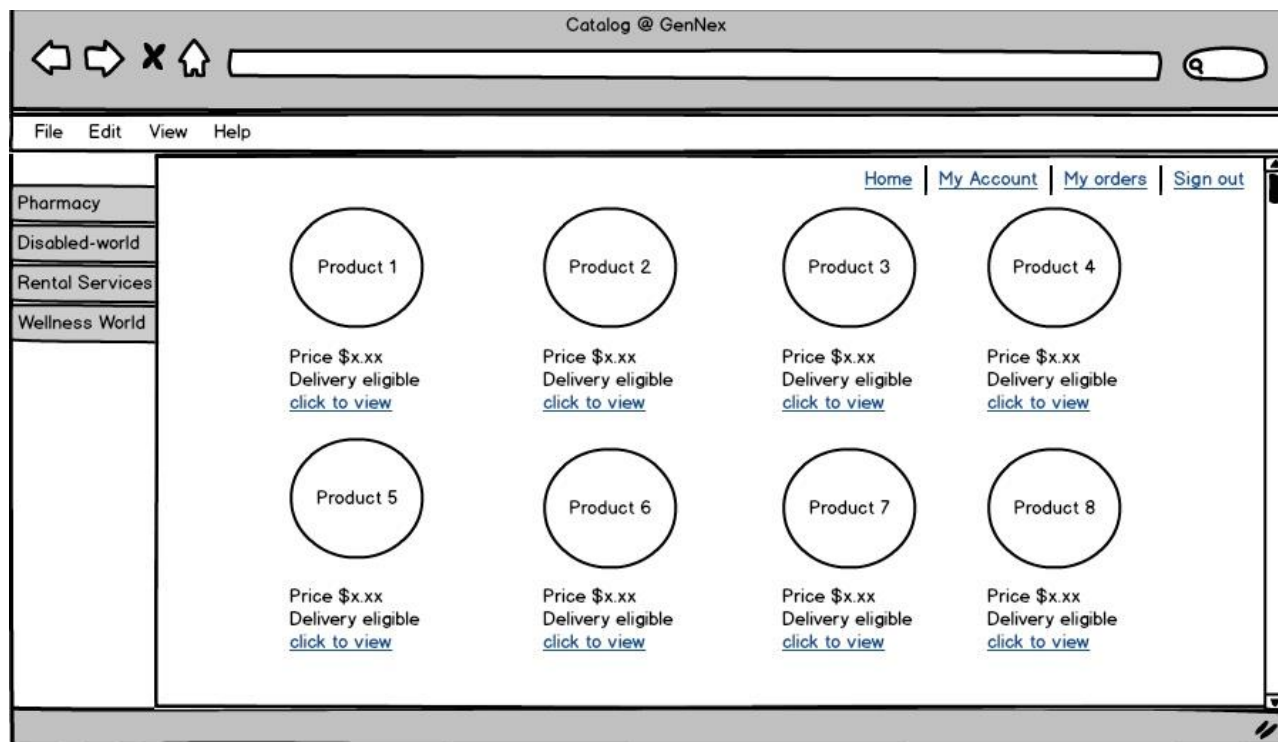 Catalog @ GenNex
File Edit View Help
Home My Account My orders Sign out
Pharmacy
Disabled-world
Rental Services
Wellness World
Product 1 Product 2 Product 3 Product 4
Price $x.xx Price $x.xx Price $x.xx Price $x.xx
Delivery eligible Delivery eligible Delivery eligible Delivery eligible
click to view click to view click to view click to view
Product 5 Product 6 Product 7 Product 8
Price $x.xx Price $x.xx Price $x.xx Price $x.xx
Delivery eligible Delivery eligible Delivery eligible Delivery eligible
click to view click to view click to view click to view